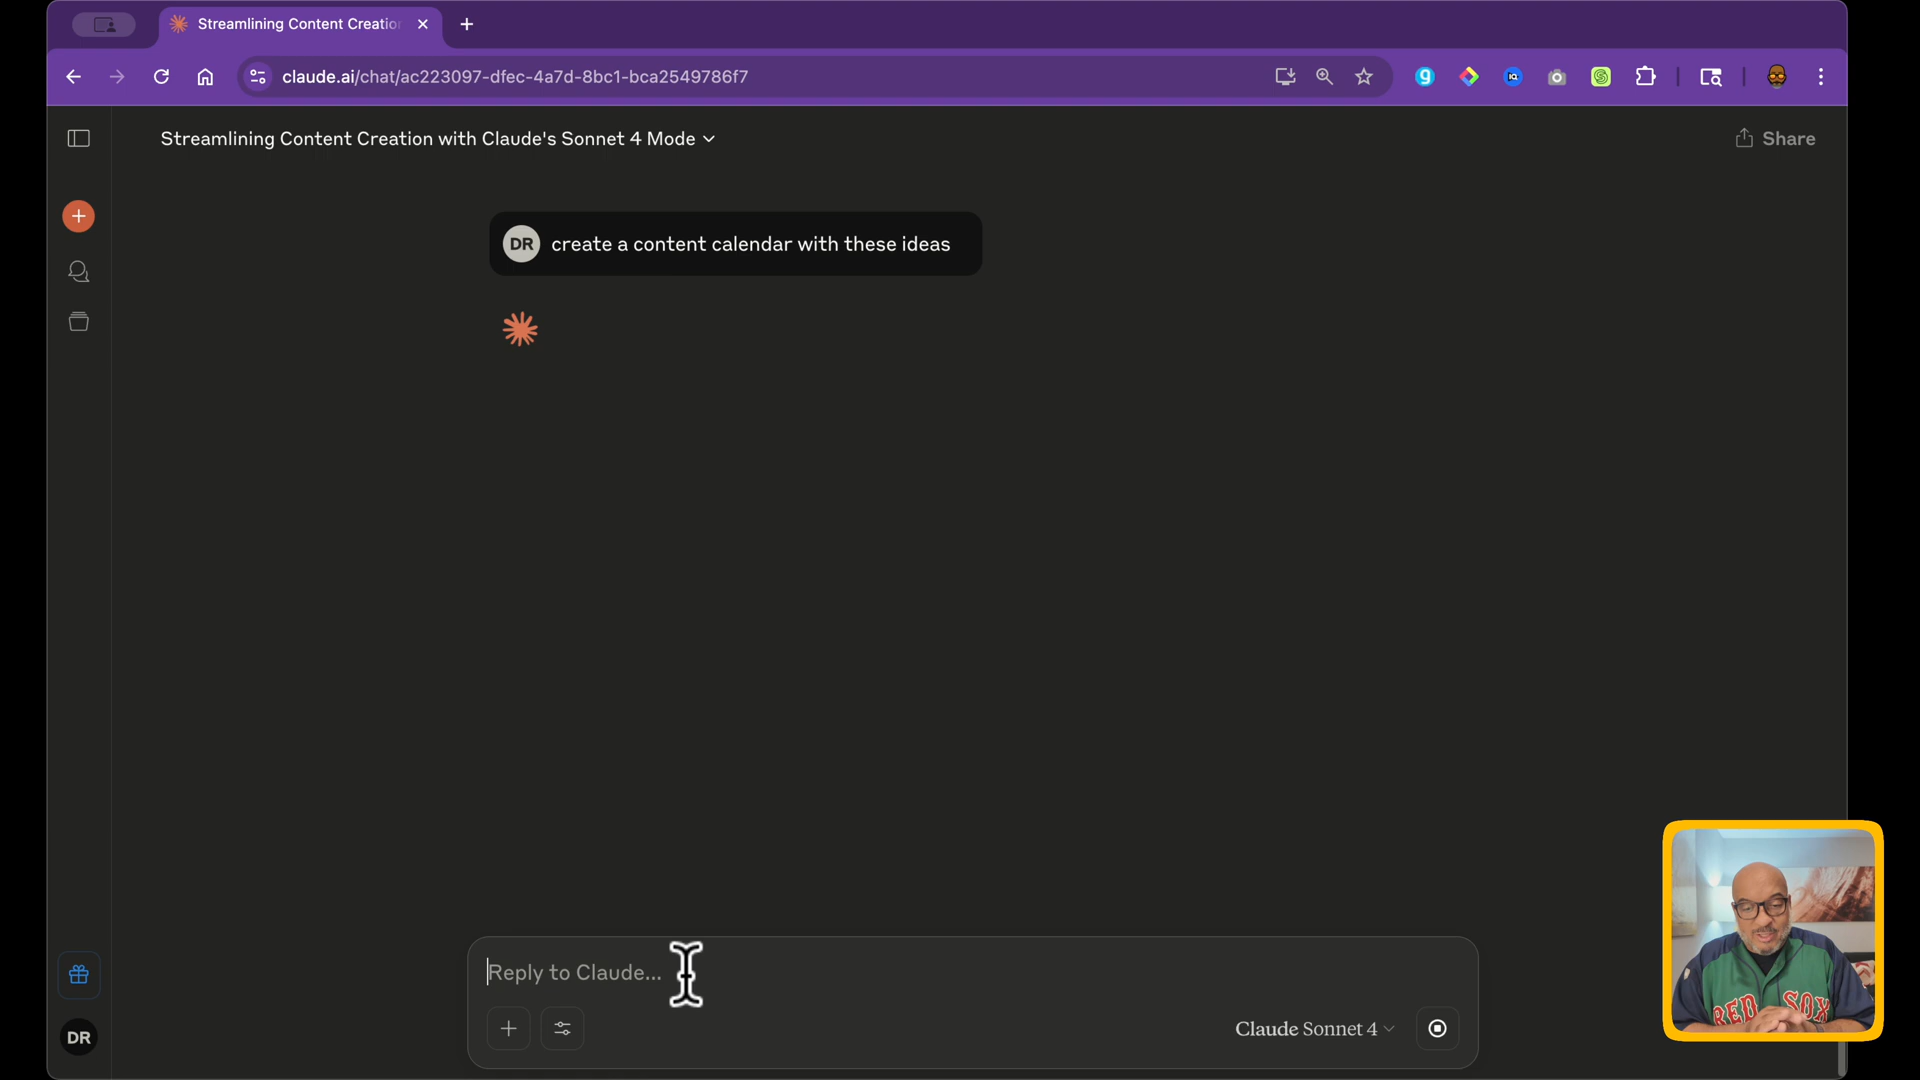 Streamlining Content Creatio
claude.ai/chat/ac223097-dfec-4a7d-8bc1-bca2549786f7
Streamlining Content Creation with Claude's Sonnet 4 Mode
Share
DR
create a content calendar with these ideas
Reply to Claude...
Claude Sonnet 4
DR
RED SOX